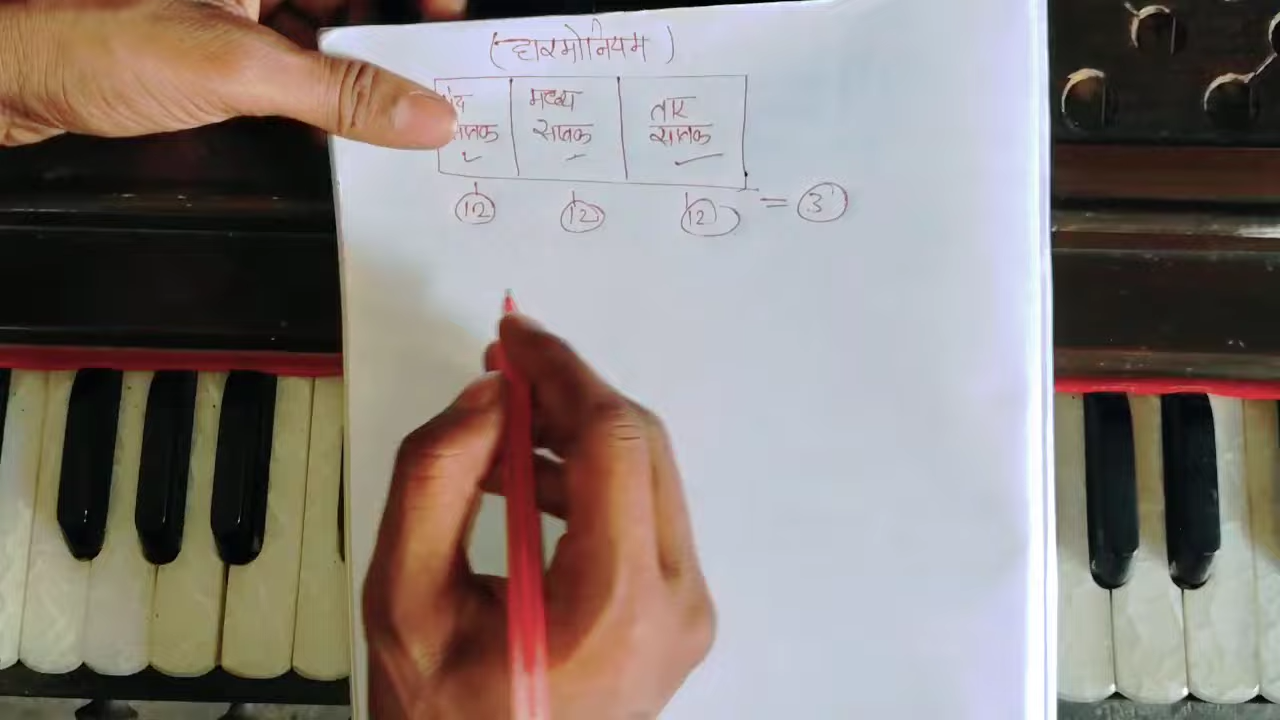 (हारमोनियम)
मध्य तार
सप्तक सप्तक
12 12 12 = 3